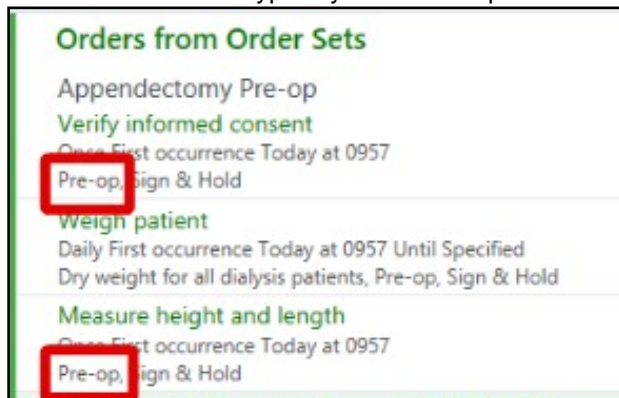 Orders from Order Sets
Appendectomy Pre-op
Verify informed consent
Once First occurrence Today at 0957
Pre-op, Sign & Hold
Weigh patient
Daily First occurrence Today at 0957 Until Specified
Dry weight for all dialysis patients, Pre-op, Sign & Hold
Measure height and length
Once First occurrence Today at 0957
Pre-op, Sign & Hold